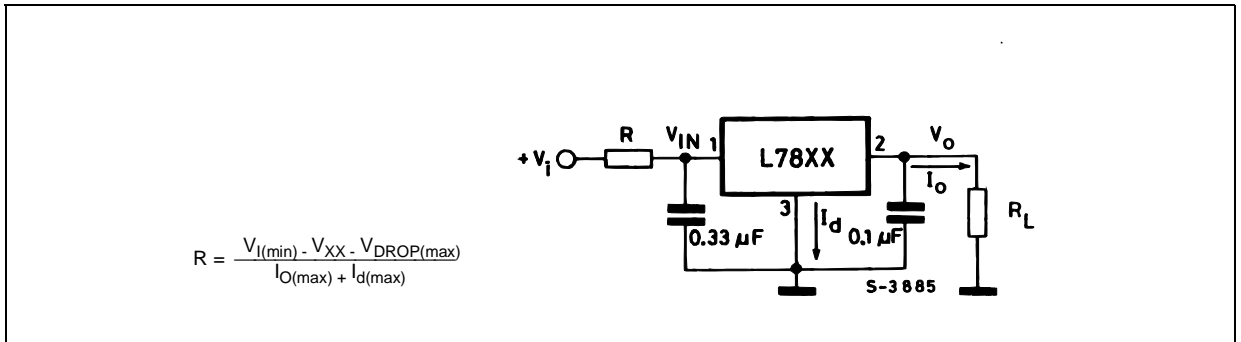 R V_IN 1 L78XX 2 V_o
+V_i I_o
3 I_d R_L
0.33 μF 0.1 μF
R = V_I(min) - V_XX - V_DROP(max)
I_O(max) + I_d(max)
S-3885